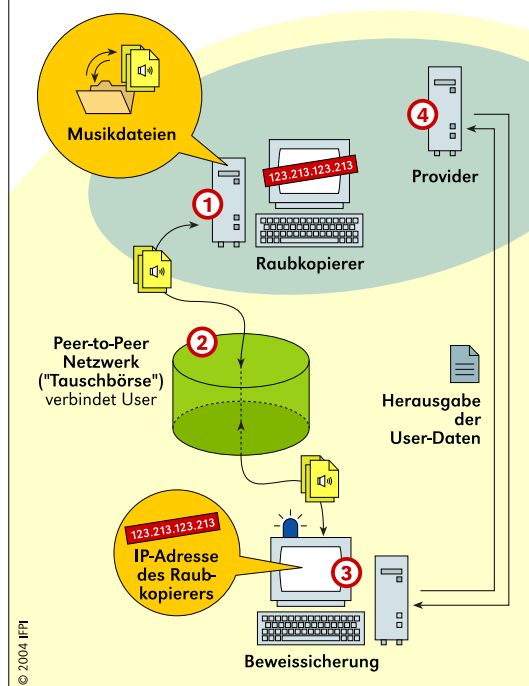 Musikdateien
1
123.213.123.213
Raubkopierer
4
Provider
2
Peer-to-Peer
Netzwerk
("Tauschbörse")
verbindet User
Herausgabe
der
User-Daten
123.213.123.213
IP-Adresse
des Raub-
kopierers
3
Beweissicherung
© 2004 IFPI